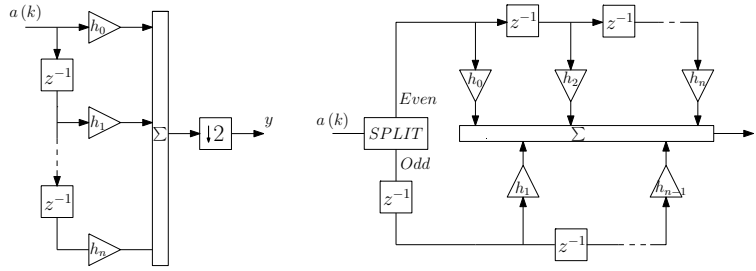 a (k)
h₀
z⁻¹
h₁
z⁻¹
hₙ
Σ
↓2
y
a (k)
SPLIT
Even
Odd
z⁻¹
z⁻¹
h₀
h₂
hₙ
Σ
z⁻¹
h₁
hₙ₋₁
z⁻¹